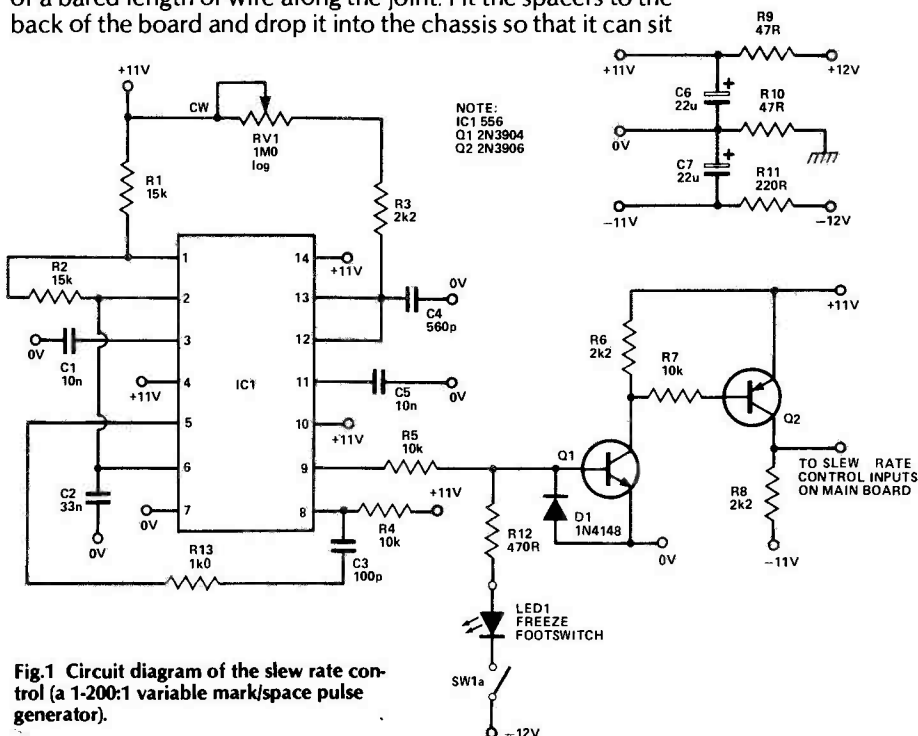 of a bared length of wire along the joint. Fit the spacers to the
back of the board and drop it into the chassis so that it can sit
+11V
CW
RV1
1M0
log
NOTE:
IC1 556
Q1 2N3904
Q2 2N3906
R9
47R
+11V
+12V
C6
22u
+
R10
47R
0V
C7
22u
+
R11
220R
-11V
-12V
R1
15k
R3
2k2
R2
15k
1
2
3
4
5
6
7
IC1
14
13
12
11
10
9
8
+11V
0V
C4
560p
0V
C1
10n
+11V
C5
10n
0V
+11V
C2
33n
0V
0V
R5
10k
+11V
R4
10k
R13
1k0
C3
100p
R6
2k2
R7
10k
+11V
Q2
Q1
TO SLEW RATE
CONTROL INPUTS
ON MAIN BOARD
R8
2k2
-11V
D1
1N4148
0V
R12
470R
LED1
FREEZE
FOOTSWITCH
SW1a
-12V
Fig.1 Circuit diagram of the slew rate con-
trol (a 1-200:1 variable mark/space pulse
generator).